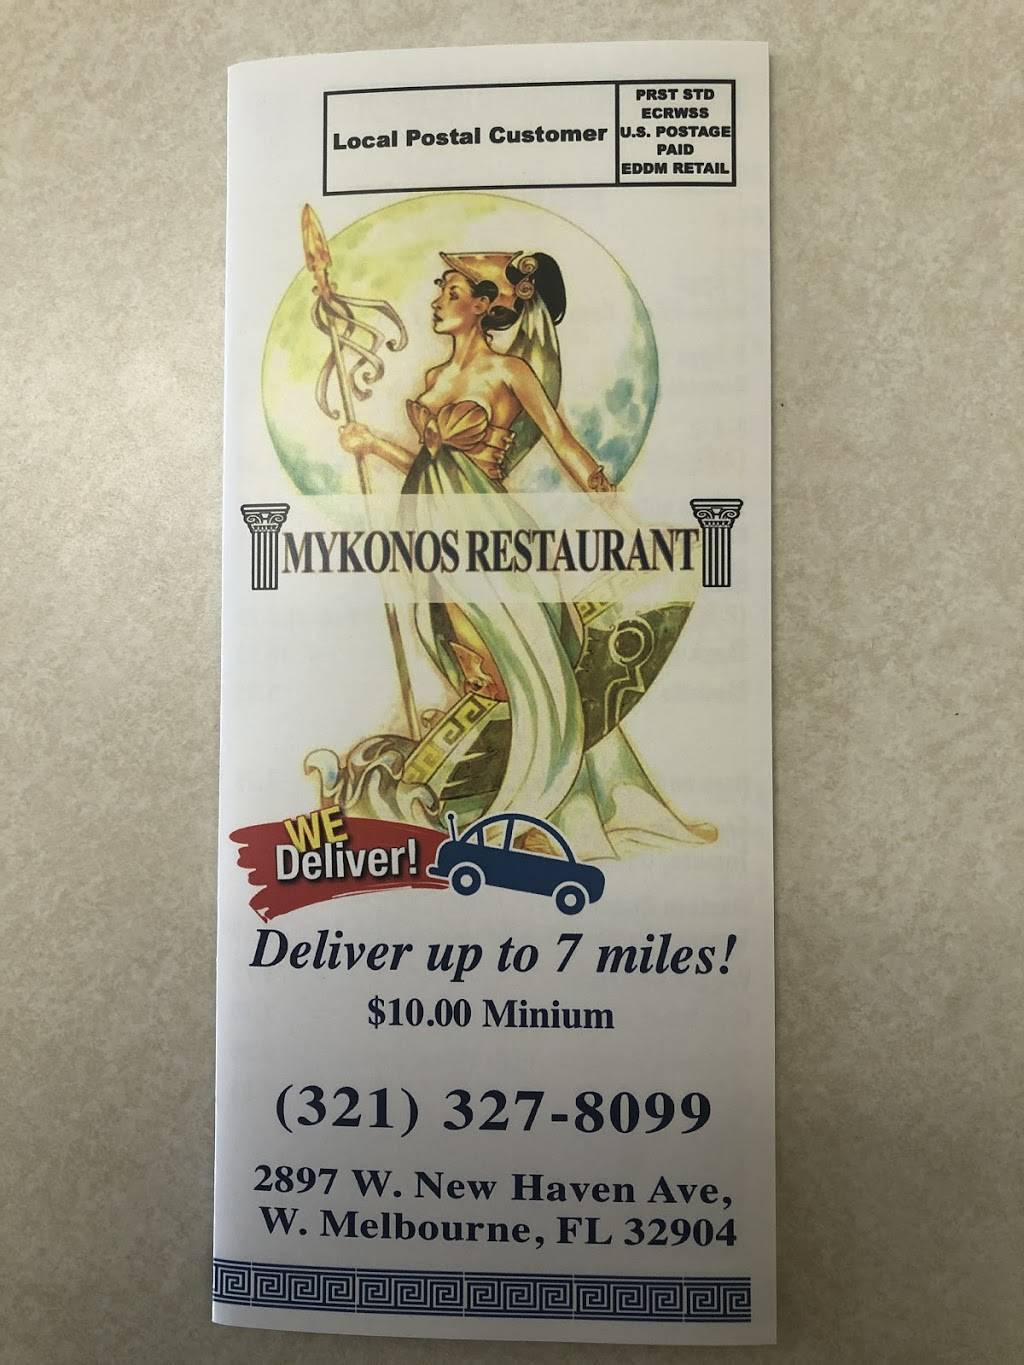 Local Postal Customer
PRST STD
ECRWSS
U.S. POSTAGE
PAID
EDDM RETAIL
MYKONOS RESTAURANT
WE
Deliver!
Deliver up to 7 miles!
$10.00 Minium
(321) 327-8099
2897 W. New Haven Ave,
W. Melbourne, FL 32904